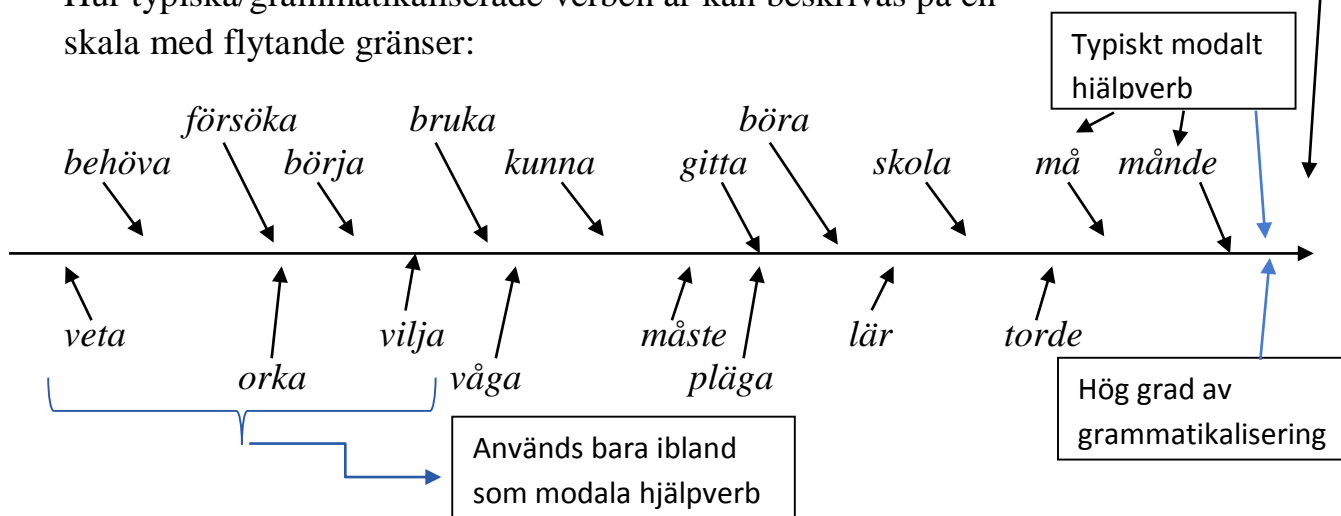 Hur typiska/grammatikaliserade verben är kan beskrivas på en
skala med flytande gränser:
Typiskt modalt
hjälpverb
försöka bruka böra
behöva börja kunna gitta skola må månde
veta vilja måste lär torde
orka våga pläga
Hög grad av
grammatikalisering
Används bara ibland
som modala hjälpverb